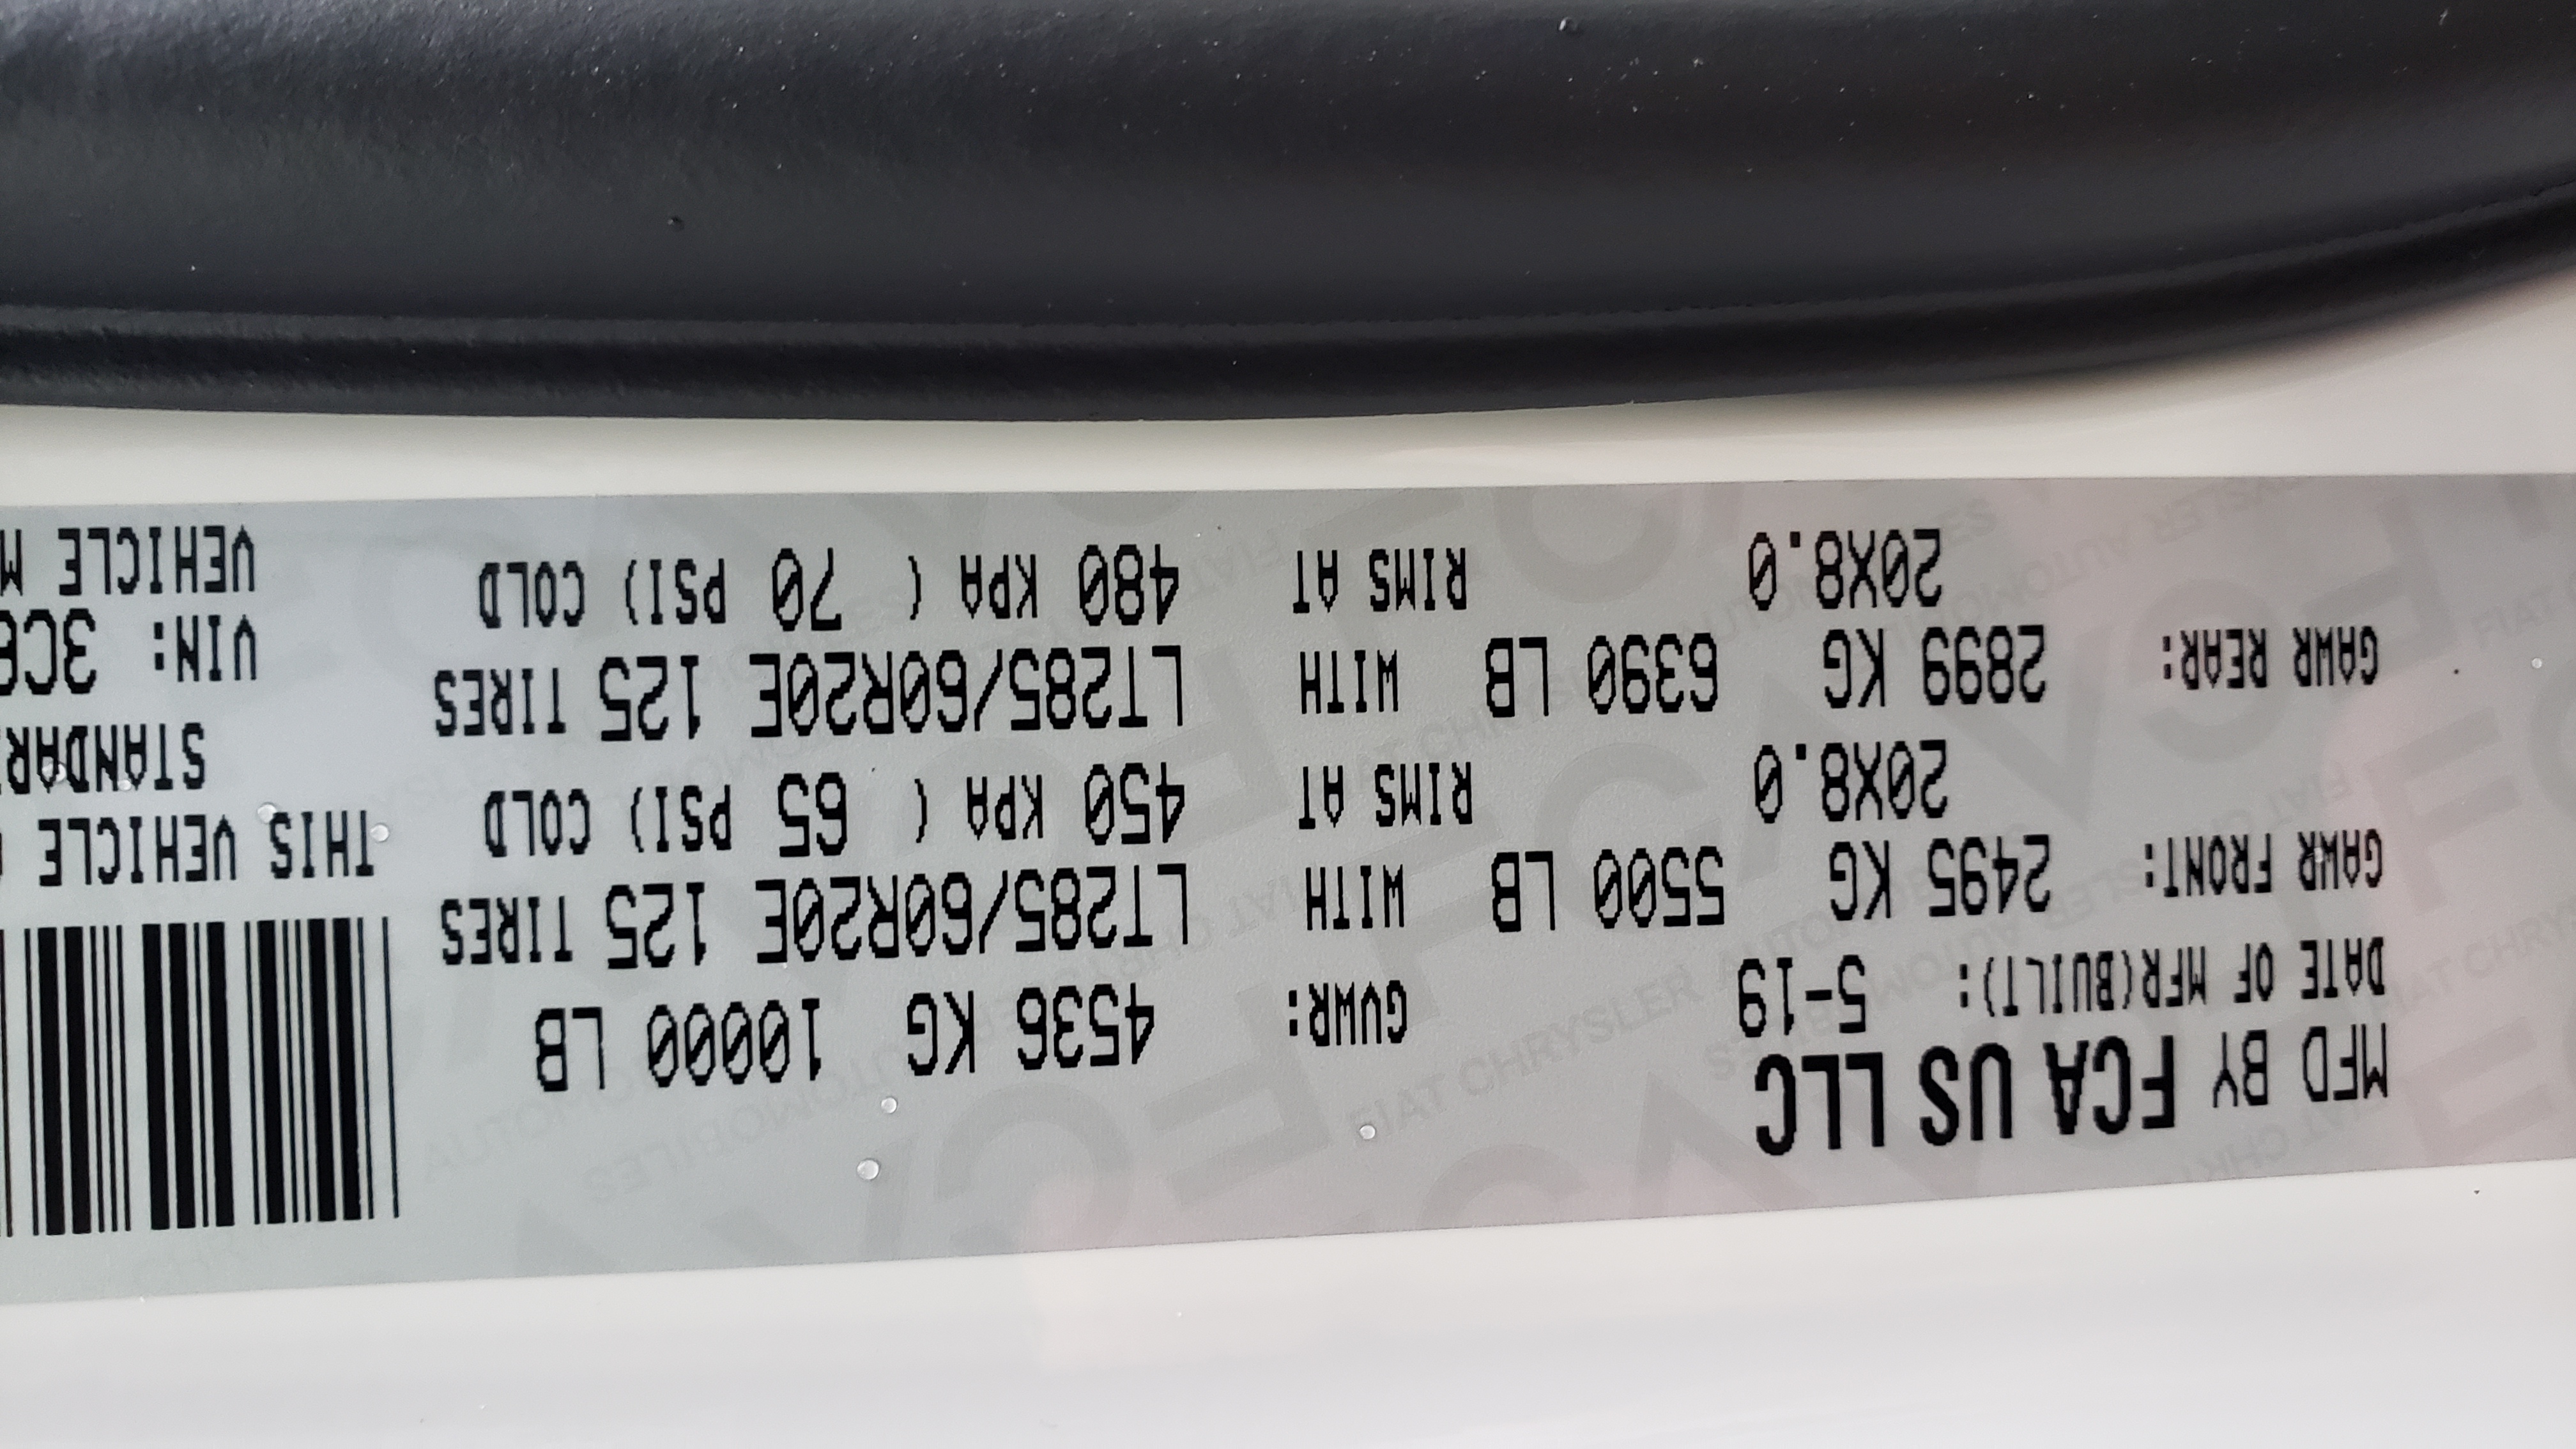 MFD BY FCA US LLC
DATE OF MFR(BUILT): 5-19 GVWR: 4536 KG 10000 LB
GAWR FRONT: 2495 KG 5500 LB WITH LT285/60R20E 125 TIRES
20X8.0 RIMS AT 450 KPA ( 65 PSI) COLD
GAWR REAR: 2899 KG 6390 LB WITH LT285/60R20E 125 TIRES
20X8.0 RIMS AT 480 KPA ( 70 PSI) COLD
THIS VEHICLE
STANDAR
VIN: 3C6
VEHICLE M